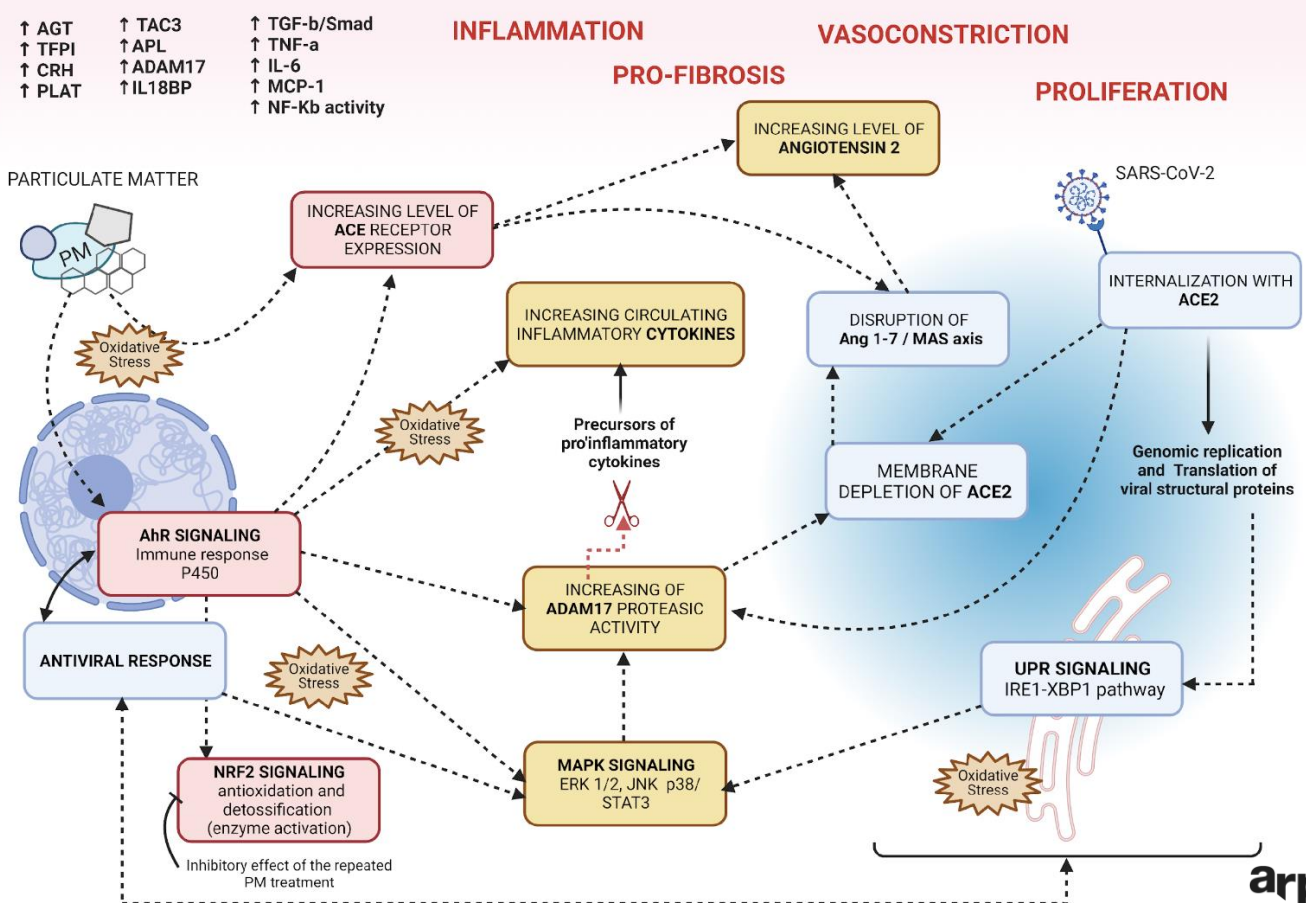 ↑ AGT
↑ TFPI
↑ CRH
↑ PLAT
↑ TAC3
↑ APL
↑ ADAM17
↑ IL18BP
↑ TGF-b/Smad
↑ TNF-a
↑ IL-6
↑ MCP-1
↑ NF-Kb activity
INFLAMMATION
PRO-FIBROSIS
VASOCONSTRICTION
PROLIFERATION
INCREASING LEVEL OF
ANGIOTENSIN 2
PARTICULATE MATTER
PM
SARS-CoV-2
INCREASING LEVEL OF
ACE RECEPTOR
EXPRESSION
INTERNALIZATION WITH
ACE2
INCREASING CIRCULATING
INFLAMMATORY CYTOKINES
DISRUPTION OF
Ang 1-7 / MAS axis
Oxidative
Stress
Oxidative
Stress
Precursors of
pro'inflammatory
cytokines
Genomic replication
and Translation of
viral structural proteins
MEMBRANE
DEPLETION OF ACE2
AhR SIGNALING
Immune response
P450
INCREASING OF
ADAM17 PROTEASIC
ACTIVITY
ANTIVIRAL RESPONSE
Oxidative
Stress
UPR SIGNALING
IRE1-XBP1 pathway
NRF2 SIGNALING
antioxidation and
detossification
(enzyme activation)
MAPK SIGNALING
ERK 1/2, JNK p38/
STAT3
Oxidative
Stress
Inhibitory effect of the repeated
PM treatment